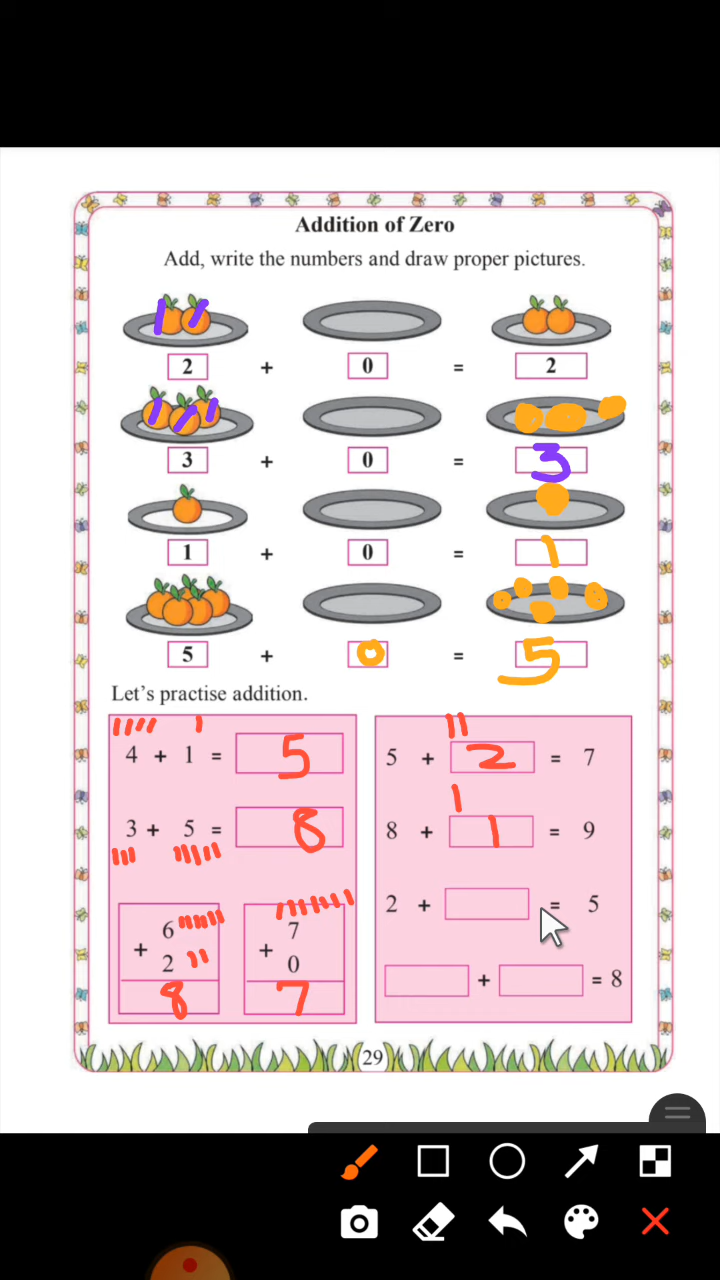 Addition of Zero
Add, write the numbers and draw proper pictures.
2 + 0 = 2
3 + 0 = 3
1 + 0 = 1
5 + 0 = 5
Let's practise addition.
4 + 1 = 5
3 + 5 = 8
6
+
2
8
7
+
0
7
5 + 2 = 7
8 + 1 = 9
2 + = 5
+ = 8
29